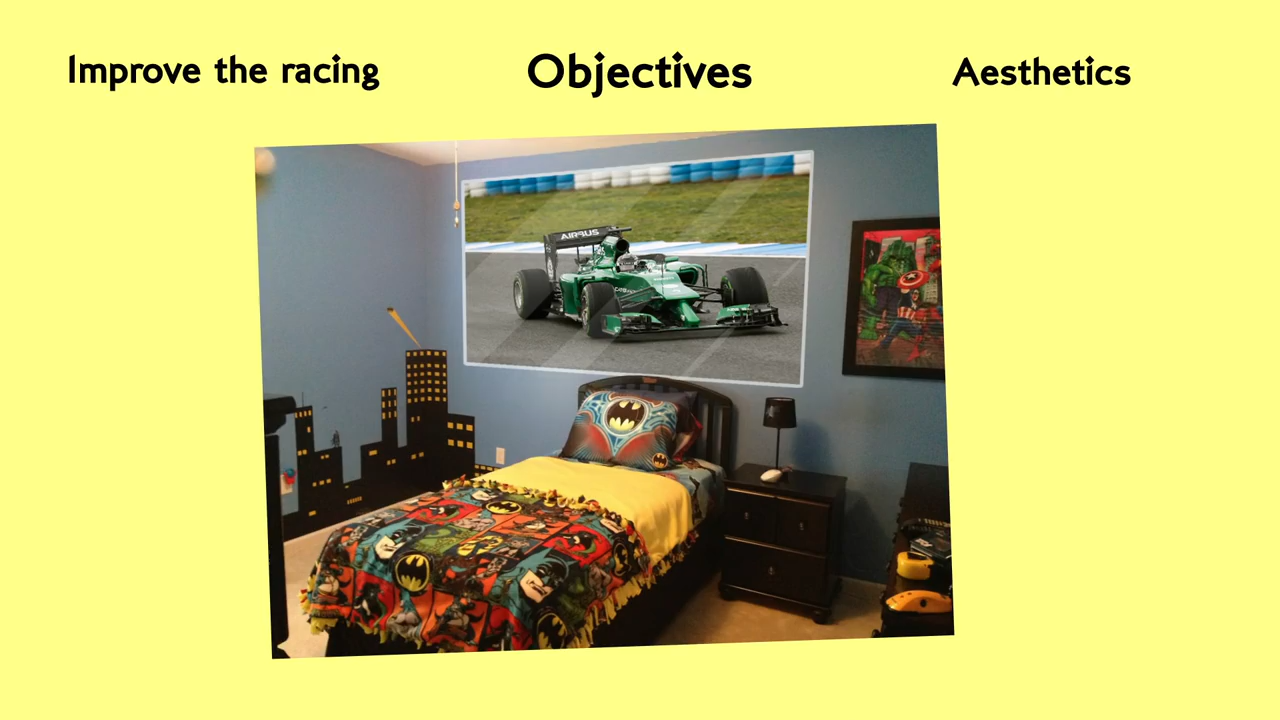 Improve the racing
Objectives
Aesthetics
AIRBUS